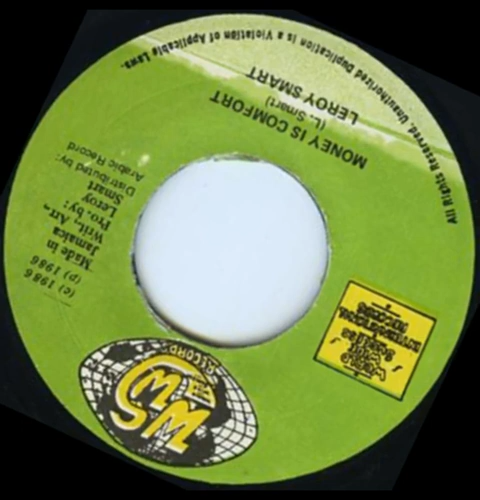 WWS
RECORDS
(c) 1986
(p) 1986
Made in
Jamaica
Writ., Arr.,
Pro. by:
Leroy
Smart
Distributed by:
Arabic Record
MONEY IS COMFORT
(L. Smart)
LEROY SMART
All Rights Reserved. Unauthorized Duplication is a Violation of Applicable Laws.